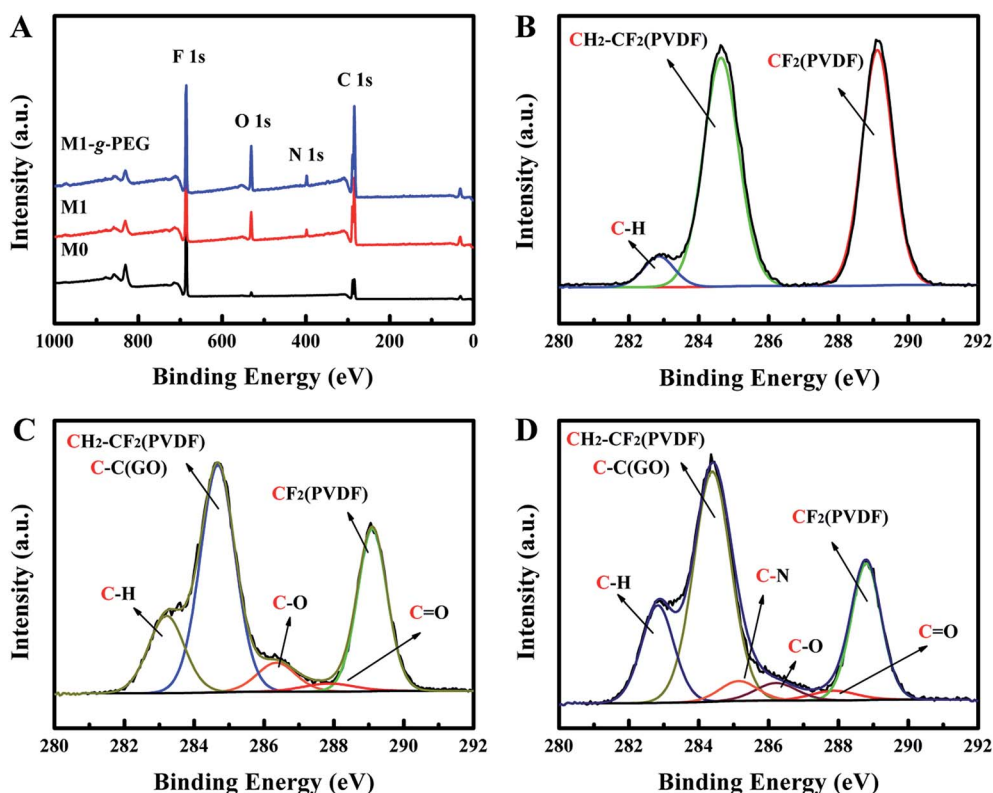 A
F 1s
C 1s
O 1s
N 1s
M1-g-PEG
M1
M0
Intensity (a.u.)
1000 800 600 400 200 0
Binding Energy (eV)
B
CH2-CF2(PVDF)
CF2(PVDF)
C-H
Intensity (a.u.)
280 282 284 286 288 290 292
Binding Energy (eV)
C
CH2-CF2(PVDF)
C-C(GO)
CF2(PVDF)
C-H
C-O
C=O
Intensity (a.u.)
280 282 284 286 288 290 292
Binding Energy (eV)
D
CH2-CF2(PVDF)
C-C(GO)
CF2(PVDF)
C-H
C-N
C-O
C=O
Intensity (a.u.)
280 282 284 286 288 290 292
Binding Energy (eV)